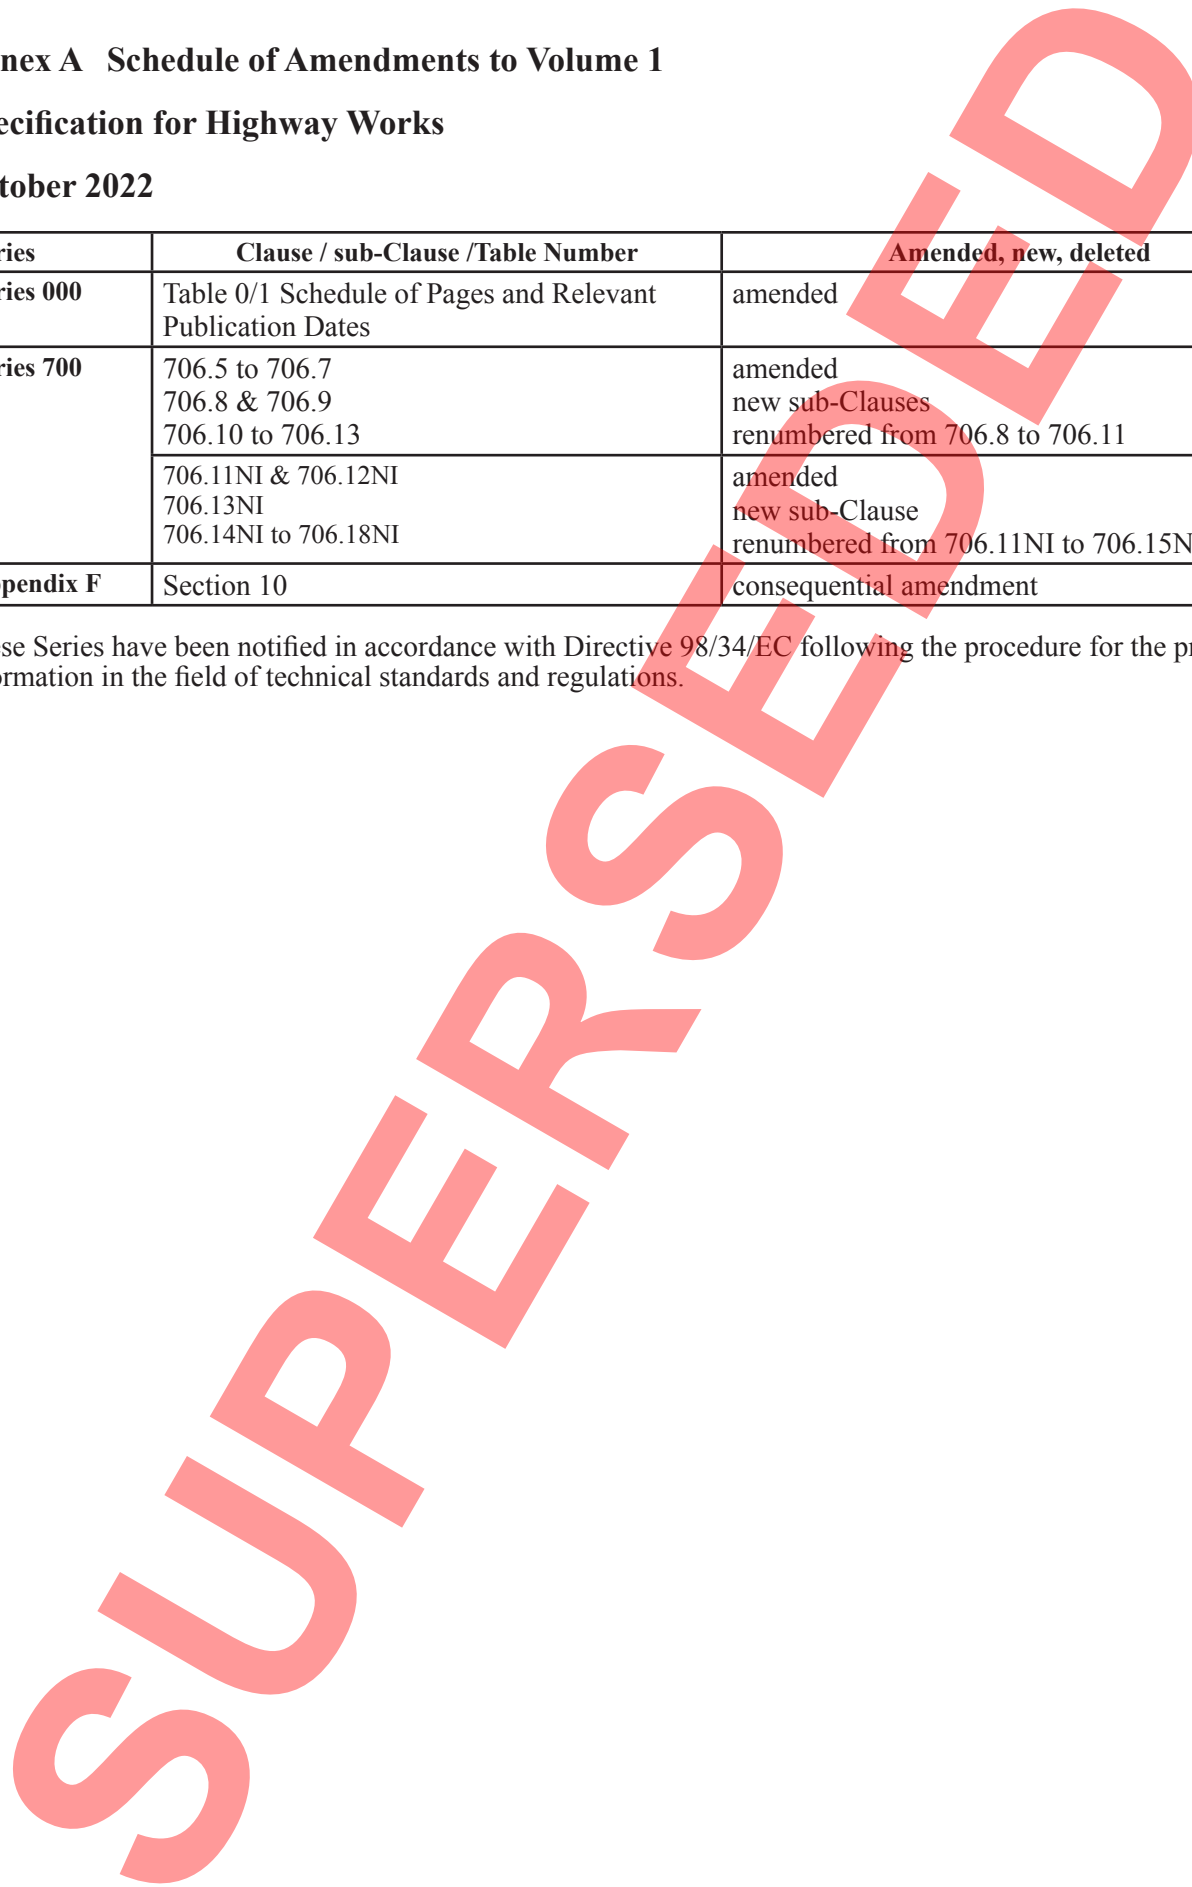 nex A Schedule of Amendments to Volume 1
ecification for Highway Works
tober 2022
ries Clause / sub-Clause /Table Number Amended, new, deleted
ries 000 Table 0/1 Schedule of Pages and Relevant amended
Publication Dates
ries 700 706.5 to 706.7 amended
706.8 & 706.9 new sub-Clauses
706.10 to 706.13 renumbered from 706.8 to 706.11
706.11NI & 706.12NI amended
706.13NI new sub-Clause
706.14NI to 706.18NI renumbered from 706.11NI to 706.15N
ppendix F Section 10 consequential amendment
ese Series have been notified in accordance with Directive 98/34/EC following the procedure for the pr
ormation in the field of technical standards and regulations.
SUPERSEDED